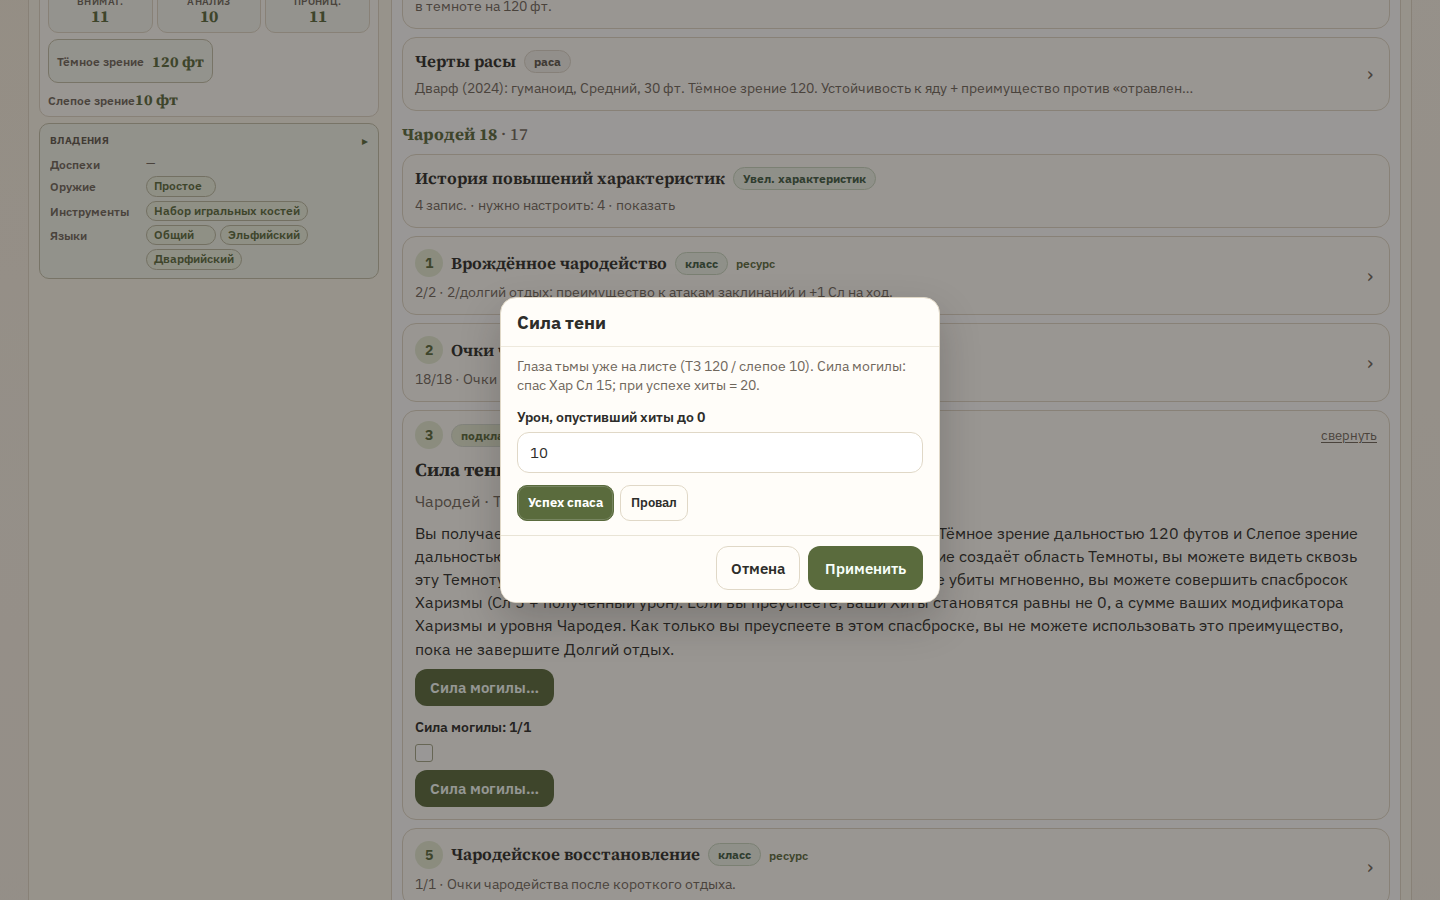 ВНИМАТ.
АНАЛИЗ
ПРОНИЦ.
11
10
11
Тёмное зрение 120 фт
Слепое зрение10 фт
ВЛАДЕНИЯ
Доспехи —
Оружие Простое
Инструменты Набор игральных костей
Языки Общий Эльфийский
Дварфийский
в темноте на 120 фт.
Черты расы раса
Дварф (2024): гуманоид, Средний, 30 фт. Тёмное зрение 120. Устойчивость к яду + преимущество против «отравлен...
Чародей 18 · 17
История повышений характеристик Увел. характеристик
4 запис. · нужно настроить: 4 · показать
1 Врождённое чародейство класс ресурс
2/2 · 2/долгий отдых: преимущество к атакам заклинаний и +1 Сл на ход.
2 Очки
18/18 · Очки
3
свернуть
Сила
Чародей ·
Тёмное зрение дальностью 120 футов и Слепое зрение
создаёт область Темноты, вы можете видеть сквозь
эту
убиты мгновенно, вы можете совершить спасбросок
Харизмы (Сл 5 + полученный урон). Если вы преуспеете, ваши Хиты становятся равны не 0, а сумме ваших модификатора
Харизмы и уровня Чародея. Как только вы преуспеете в этом спасброске, вы не можете использовать это преимущество,
пока не завершите Долгий отдых.
Сила могилы...
Сила могилы: 1/1
Сила могилы...
5 Чародейское восстановление класс ресурс
1/1 · Очки чародейства после короткого отдыха.
Сила тени
Глаза тьмы уже на листе (ТЗ 120 / слепое 10). Сила могилы:
спас Хар Сл 15; при успехе хиты = 20.
Урон, опустивший хиты до 0
10
Успех спаса Провал
Отмена Применить